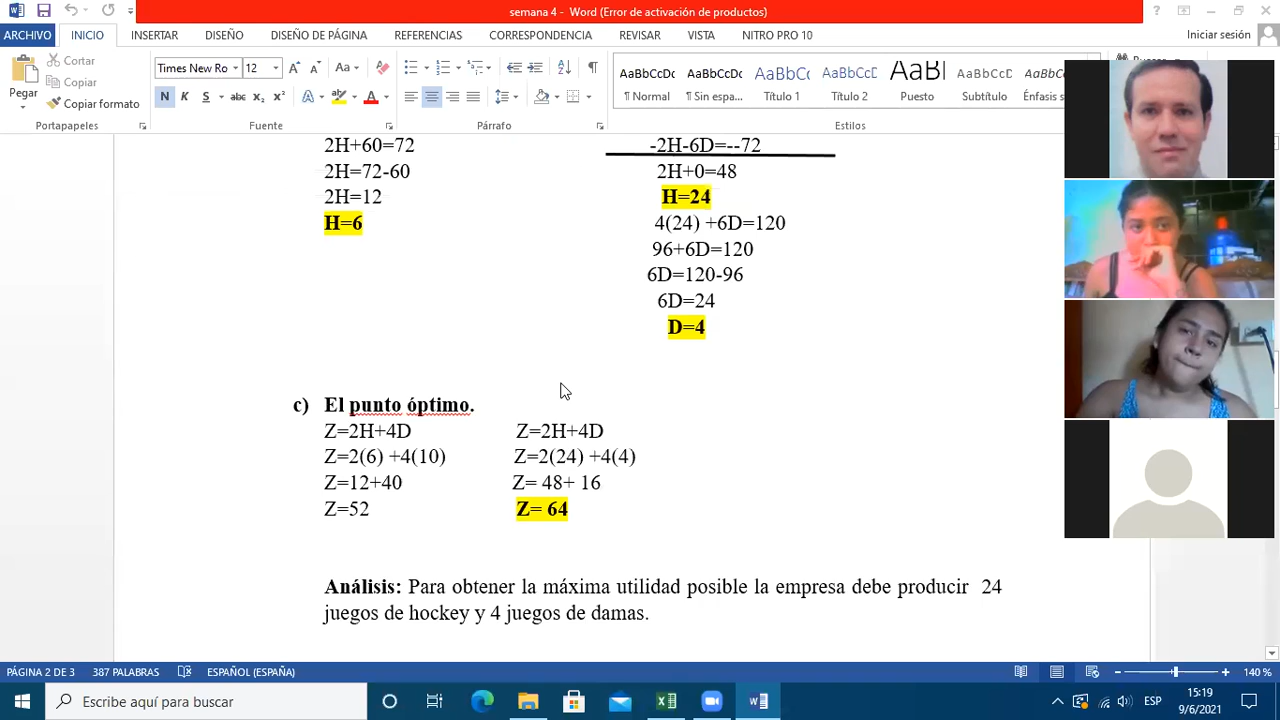 semana 4 - Word (Error de activación de productos)
ARCHIVO INICIO INSERTAR DISEÑO DISEÑO DE PÁGINA REFERENCIAS CORRESPONDENCIA REVISAR VISTA NITRO PRO 10 Iniciar sesión
Pegar
Cortar
Copiar
Copiar formato
Portapapeles
Times New Ro 12 Aa
N K S abc x₂ x² A A
Fuente
Párrafo
AaBbCcDc AaBbCcDc AaBbCcD AaBbCcD AaBl AaBbCcD AaBbCcD
¶ Normal ¶ Sin espa... Título 1 Título 2 Puesto Subtítulo Énfasis s
Estilos
2H+60=72
2H=72-60
2H=12
H=6
-2H-6D=--72
2H+0=48
H=24
4(24) +6D=120
96+6D=120
6D=120-96
6D=24
D=4
c) El punto óptimo.
Z=2H+4D Z=2H+4D
Z=2(6) +4(10) Z=2(24) +4(4)
Z=12+40 Z= 48+ 16
Z=52 Z= 64
Análisis: Para obtener la máxima utilidad posible la empresa debe producir 24
juegos de hockey y 4 juegos de damas.
PÁGINA 2 DE 3 387 PALABRAS ESPAÑOL (ESPAÑA) 140 %
Escribe aquí para buscar
ESP
15:19
9/6/2021